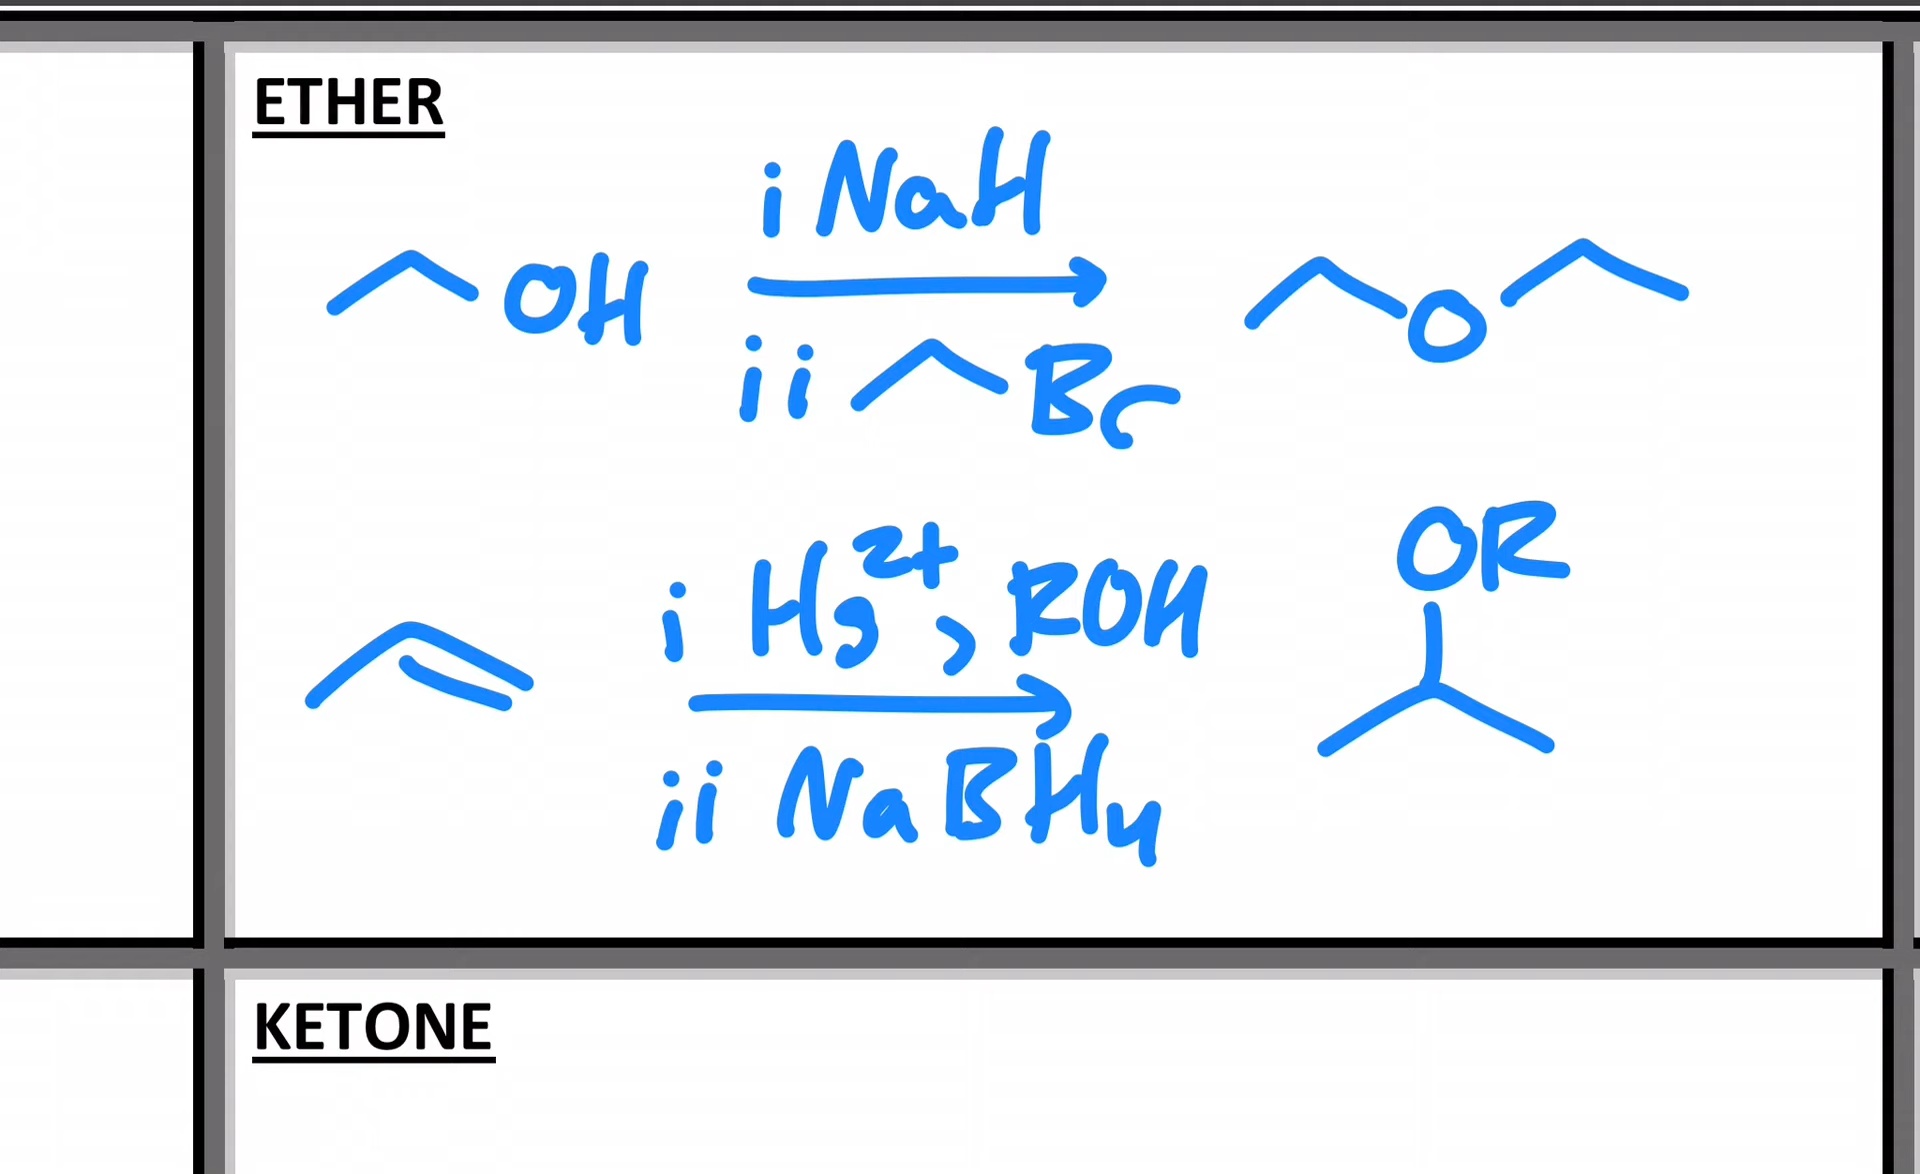 ETHER
i NaH
OH
O
ii Br
OR
i Hg²⁺, ROH
ii NaBH₄
KETONE